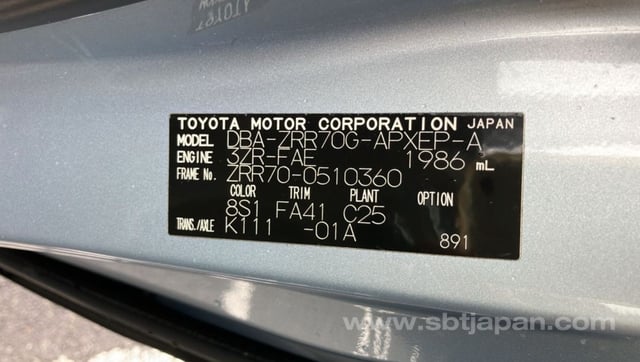 TOYOTA
TOYOTA MOTOR CORPORATION JAPAN
MODEL DBA-ZRR70G-APXEP-A
ENGINE 3ZR-FAE 1986 mL
FRAME No. ZRR70-0510360
COLOR TRIM PLANT OPTION
8S1 FA41 C25
TRANS./AXLE K111 -01A 891
www.sbtjapan.com